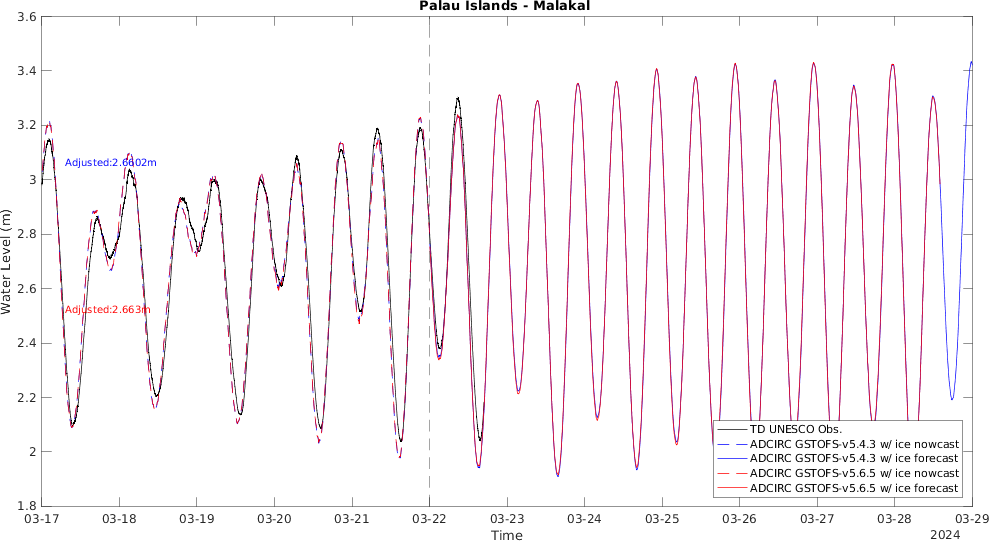 Palau Islands - Malakal
3.6
3.4
3.2
3
2.8
2.6
2.4
2.2
2
1.8
Water Level (m)
Adjusted:2.6602m
Adjusted:2.663m
TD UNESCO Obs.
ADCIRC GSTOFS-v5.4.3 w/ ice nowcast
ADCIRC GSTOFS-v5.4.3 w/ ice forecast
ADCIRC GSTOFS-v5.6.5 w/ ice nowcast
ADCIRC GSTOFS-v5.6.5 w/ ice forecast
03-17 03-18 03-19 03-20 03-21 03-22 03-23 03-24 03-25 03-26 03-27 03-28 03-29
Time
2024